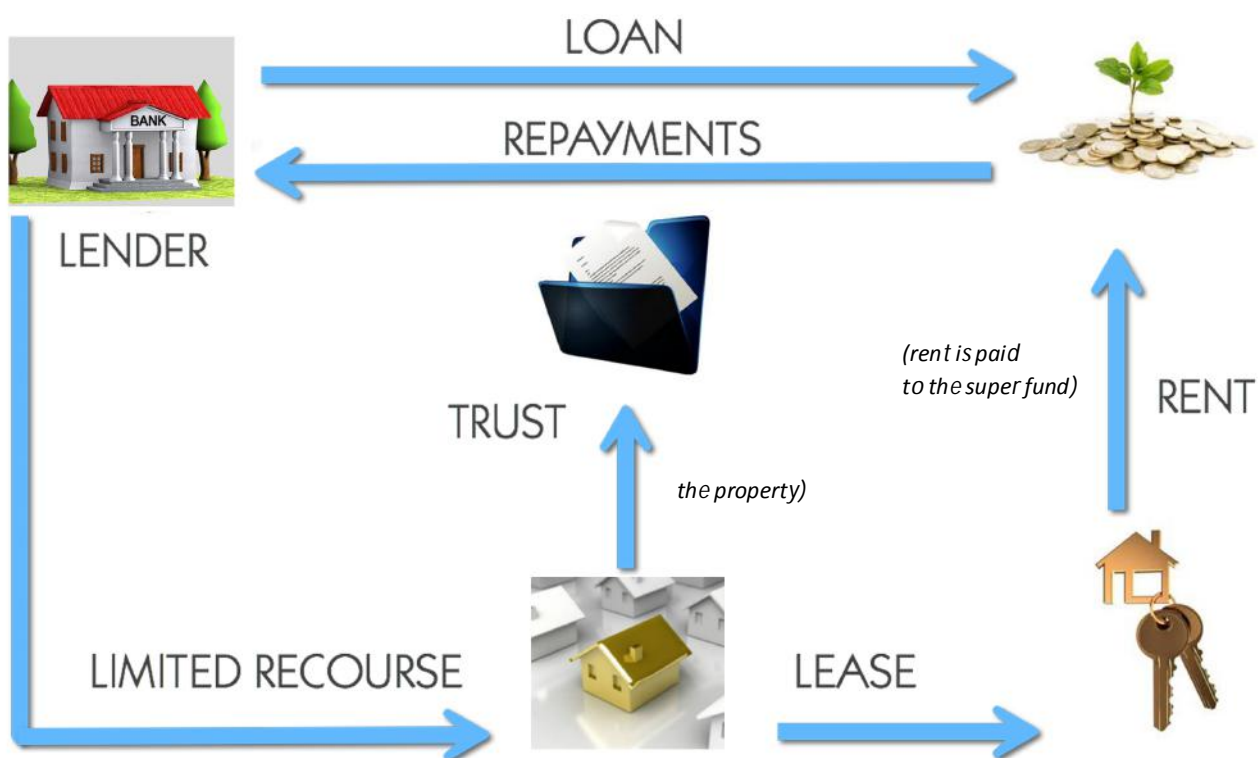 LOAN
BANK
REPAYMENTS
LENDER
(rent is paid
to the super fund)
RENT
TRUST
the property)
LIMITED RECOURSE
LEASE